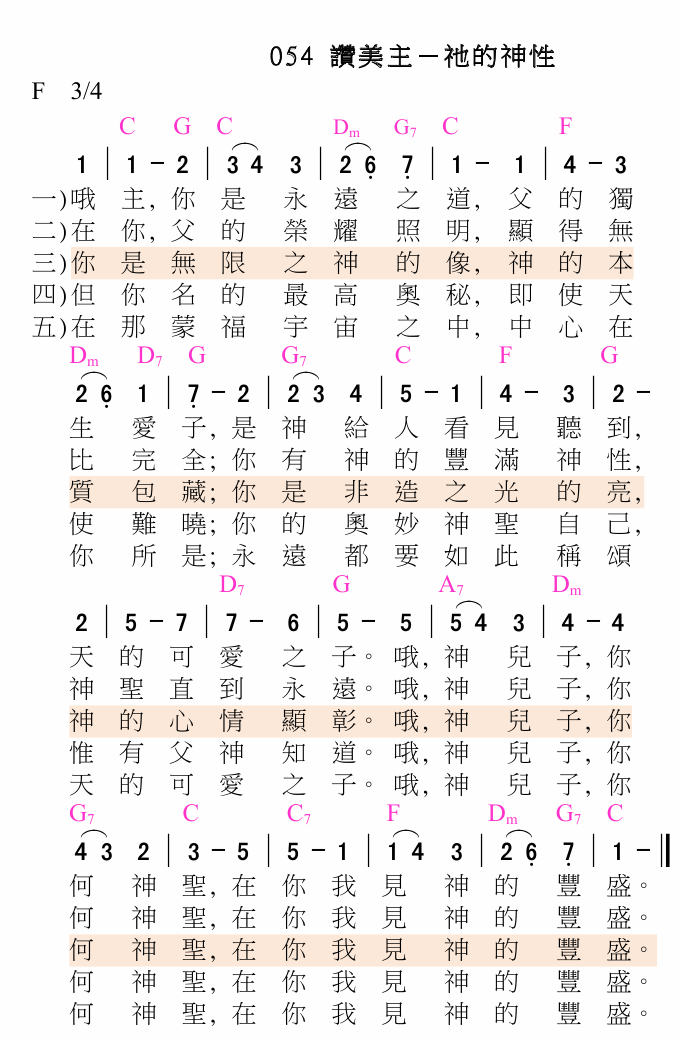 054 讚美主－祂的神性
F 3/4
C G C Dm G7 C F
1 | 1 - 2 | 3 4 3 | 2 6̣ 7̣ | 1 - 1 | 4 - 3
一)哦 主, 你 是 永 遠 之 道, 父 的 獨
二)在 你, 父 的 榮 耀 照 明, 顯 得 無
三)你 是 無 限 之 神 的 像, 神 的 本
四)但 你 名 的 最 高 奧 秘, 即 使 天
五)在 那 蒙 福 宇 宙 之 中, 中 心 在
Dm D7 G G7 C F G
2 6̣ 1 | 7̣ - 2 | 2 3 4 | 5 - 1 | 4 - 3 | 2 -
生 愛 子, 是 神 給 人 看 見 聽 到,
比 完 全; 你 有 神 的 豐 滿 神 性,
質 包 藏; 你 是 非 造 之 光 的 亮,
使 難 曉; 你 的 奧 妙 神 聖 自 己,
你 所 是; 永 遠 都 要 如 此 稱 頌
D7 G A7 Dm
2 | 5 - 7 | 7 - 6 | 5 - 5 | 5 4 3 | 4 - 4
天 的 可 愛 之 子。 哦, 神 兒 子, 你
神 聖 直 到 永 遠。 哦, 神 兒 子, 你
神 的 心 情 顯 彰。 哦, 神 兒 子, 你
惟 有 父 神 知 道。 哦, 神 兒 子, 你
天 的 可 愛 之 子。 哦, 神 兒 子, 你
G7 C C7 F Dm G7 C
4 3 2 | 3 - 5 | 5 - 1 | 1 4 3 | 2 6̣ 7̣ | 1 - ‖
何 神 聖, 在 你 我 見 神 的 豐 盛。
何 神 聖, 在 你 我 見 神 的 豐 盛。
何 神 聖, 在 你 我 見 神 的 豐 盛。
何 神 聖, 在 你 我 見 神 的 豐 盛。
何 神 聖, 在 你 我 見 神 的 豐 盛。